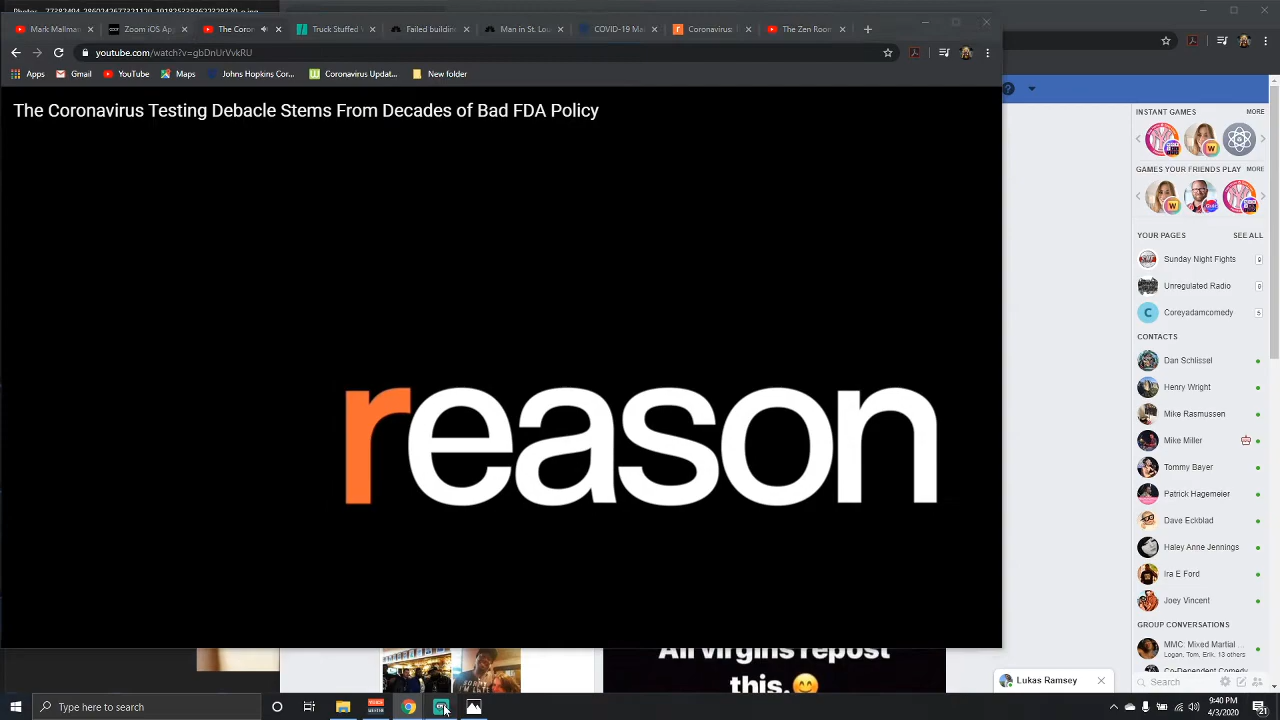 Mark Mallman
Zoom iOS App
The Coron
Truck Stuffed V
Failed building
Man in St. Lou
COVID-19 Ma
Coronavirus
The Zen Room
youtube.com/watch?v=gbDnUrVvkRU
Apps
Gmail
YouTube
Maps
Johns Hopkins Cor...
Coronavirus Updat...
New folder
The Coronavirus Testing Debacle Stems From Decades of Bad FDA Policy
reason
INSTANT GAMES
MORE
GAMES YOUR FRIENDS PLAY
MORE
YOUR PAGES
SEE ALL
Sunday Night Fights
Unregulated Radio
Coreyadamcomedy
5
CONTACTS
Dan Schlissel
Henry Wright
Mike Rasmussen
Mike Miller
Tommy Bayer
Patrick Hagemeier
Dave Eckblad
Haley Anne Jennings
Ira E Ford
Joey Vincent
GROUP CONVERSATIONS
MMC: Mixed Martial ...
Logan, Tom, Erik, 13 others
Co-Dependent Comedy
Search
All virgins repost
this.😊
Lukas Ramsey
Type here to search
9:40 PM
4/3/2020